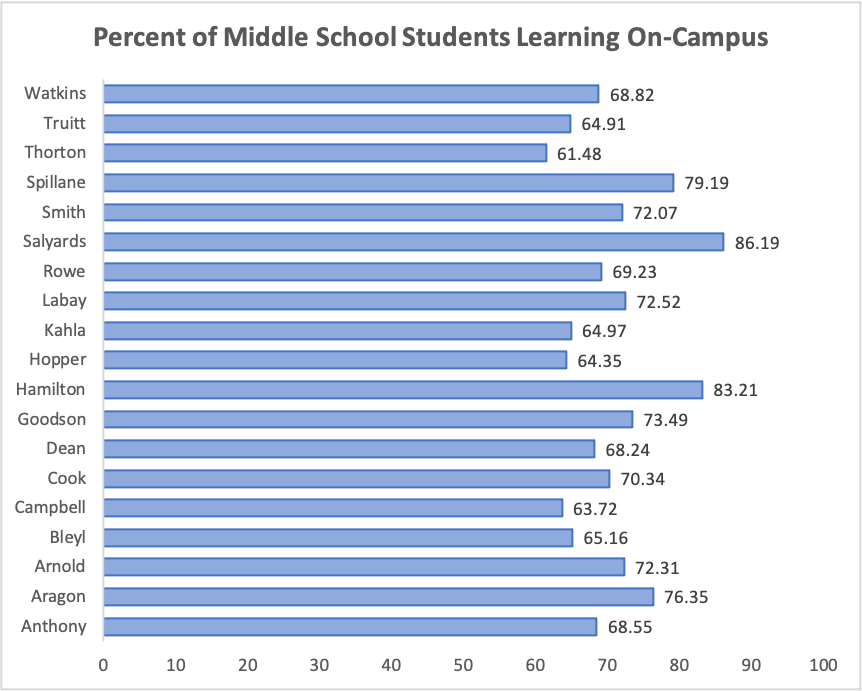 Percent of Middle School Students Learning On-Campus
Watkins 68.82
Truitt 64.91
Thorton 61.48
Spillane 79.19
Smith 72.07
Salyards 86.19
Rowe 69.23
Labay 72.52
Kahla 64.97
Hopper 64.35
Hamilton 83.21
Goodson 73.49
Dean 68.24
Cook 70.34
Campbell 63.72
Bleyl 65.16
Arnold 72.31
Aragon 76.35
Anthony 68.55
0 10 20 30 40 50 60 70 80 90 100